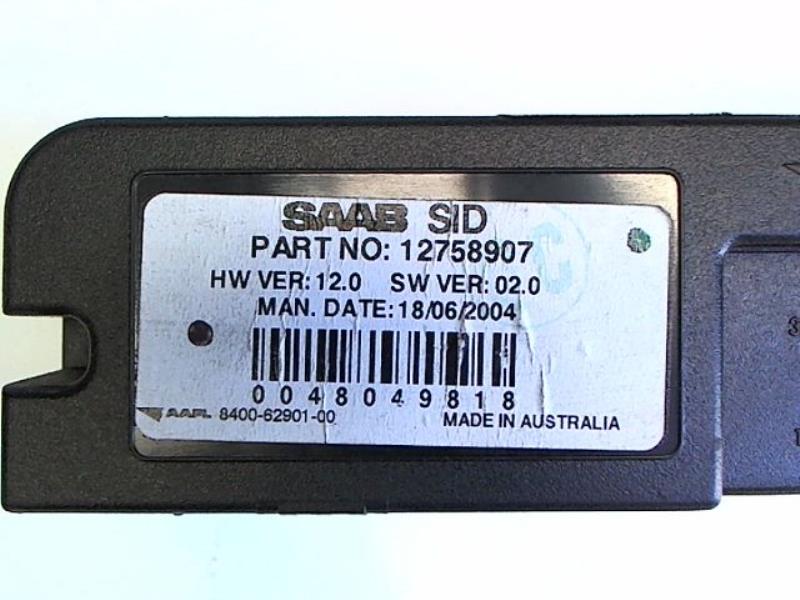 SAAB SID
PART NO: 12758907
HW VER: 12.0 SW VER: 02.0
MAN. DATE: 18/06/2004
0048049818
8400-62901-00 MADE IN AUSTRALIA